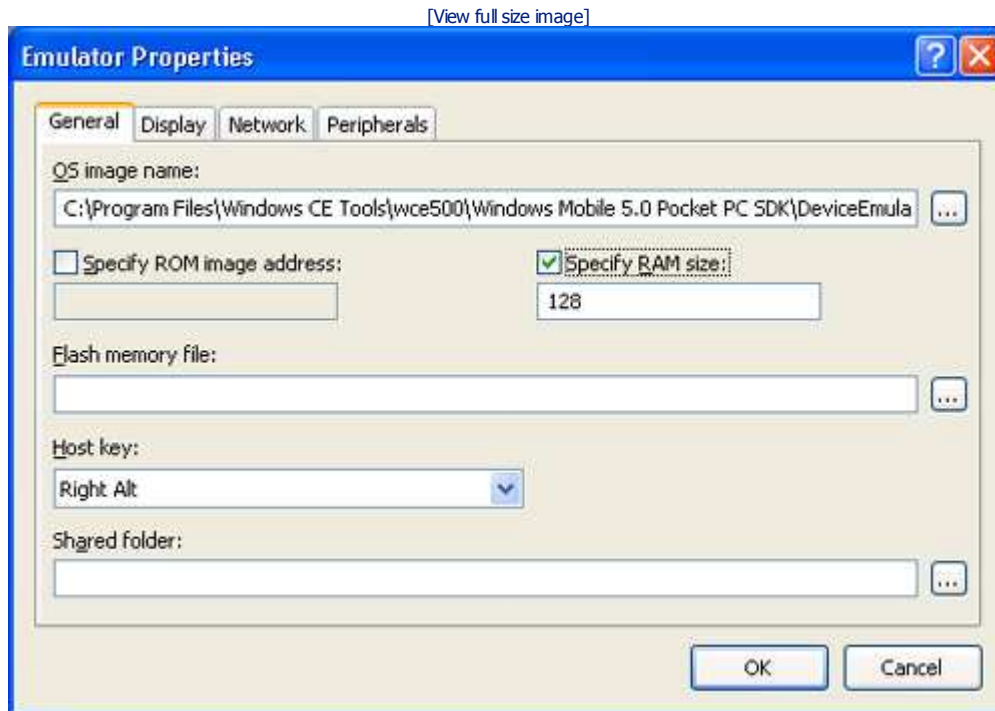 [View full size image]
Emulator Properties
General Display Network Peripherals
OS image name:
C:\Program Files\Windows CE Tools\wce500\Windows Mobile 5.0 Pocket PC SDK\DeviceEmula ...
Specify ROM image address: Specify RAM size:
128
Flash memory file:
...
Host key:
Right Alt
Shared folder:
...
OK Cancel